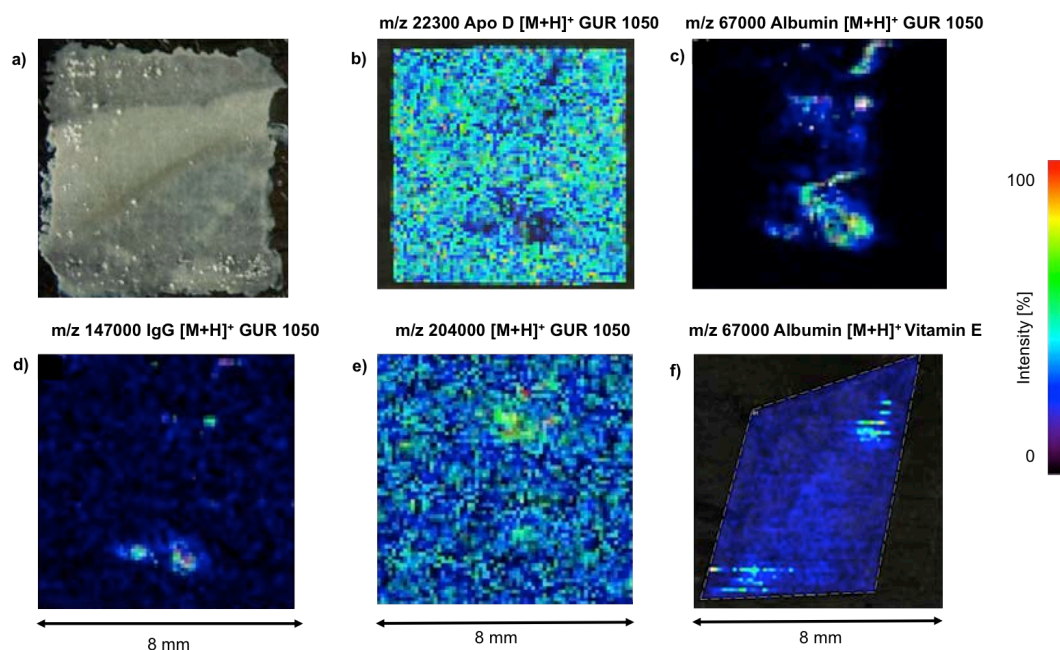 m/z 22300 Apo D [M+H]⁺ GUR 1050
m/z 67000 Albumin [M+H]⁺ GUR 1050
a)
b)
c)
100
Intensity [%]
0
m/z 147000 IgG [M+H]⁺ GUR 1050
m/z 204000 [M+H]⁺ GUR 1050
m/z 67000 Albumin [M+H]⁺ Vitamin E
d)
e)
f)
8 mm
8 mm
8 mm